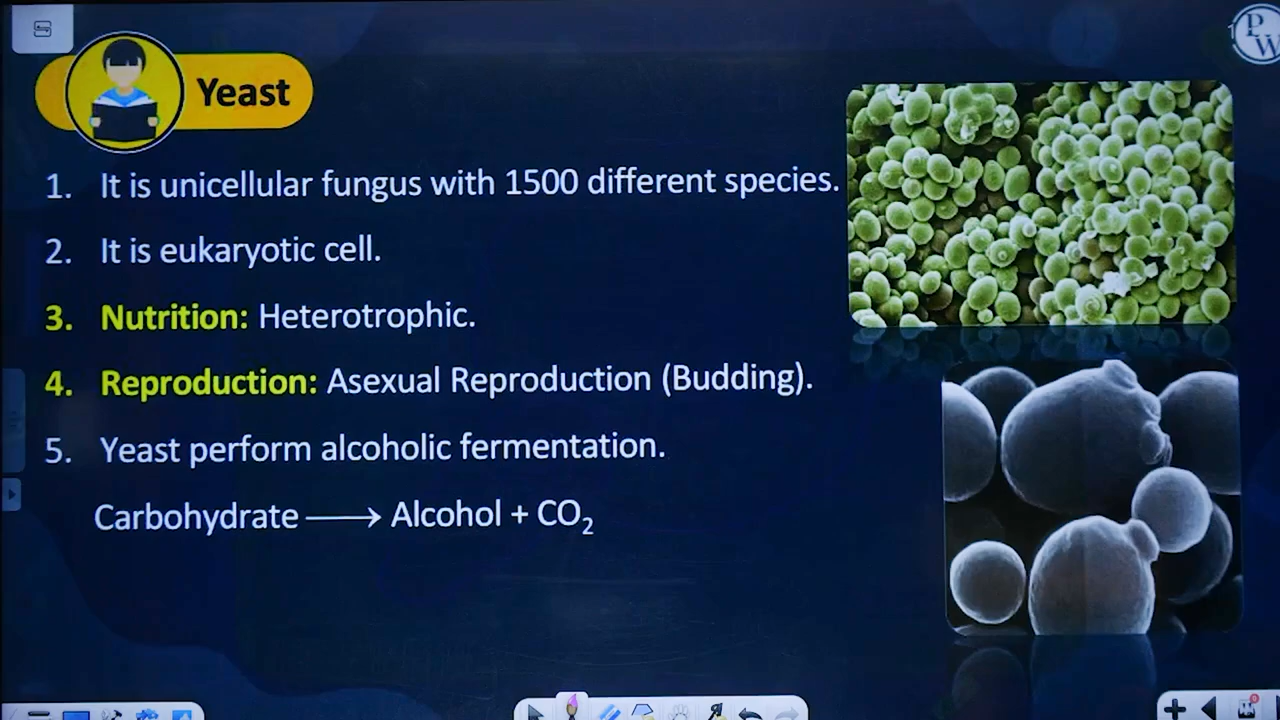 Yeast
PW
1. It is unicellular fungus with 1500 different species.
2. It is eukaryotic cell.
3. Nutrition: Heterotrophic.
4. Reproduction: Asexual Reproduction (Budding).
5. Yeast perform alcoholic fermentation.
Carbohydrate ⟶ Alcohol + CO₂